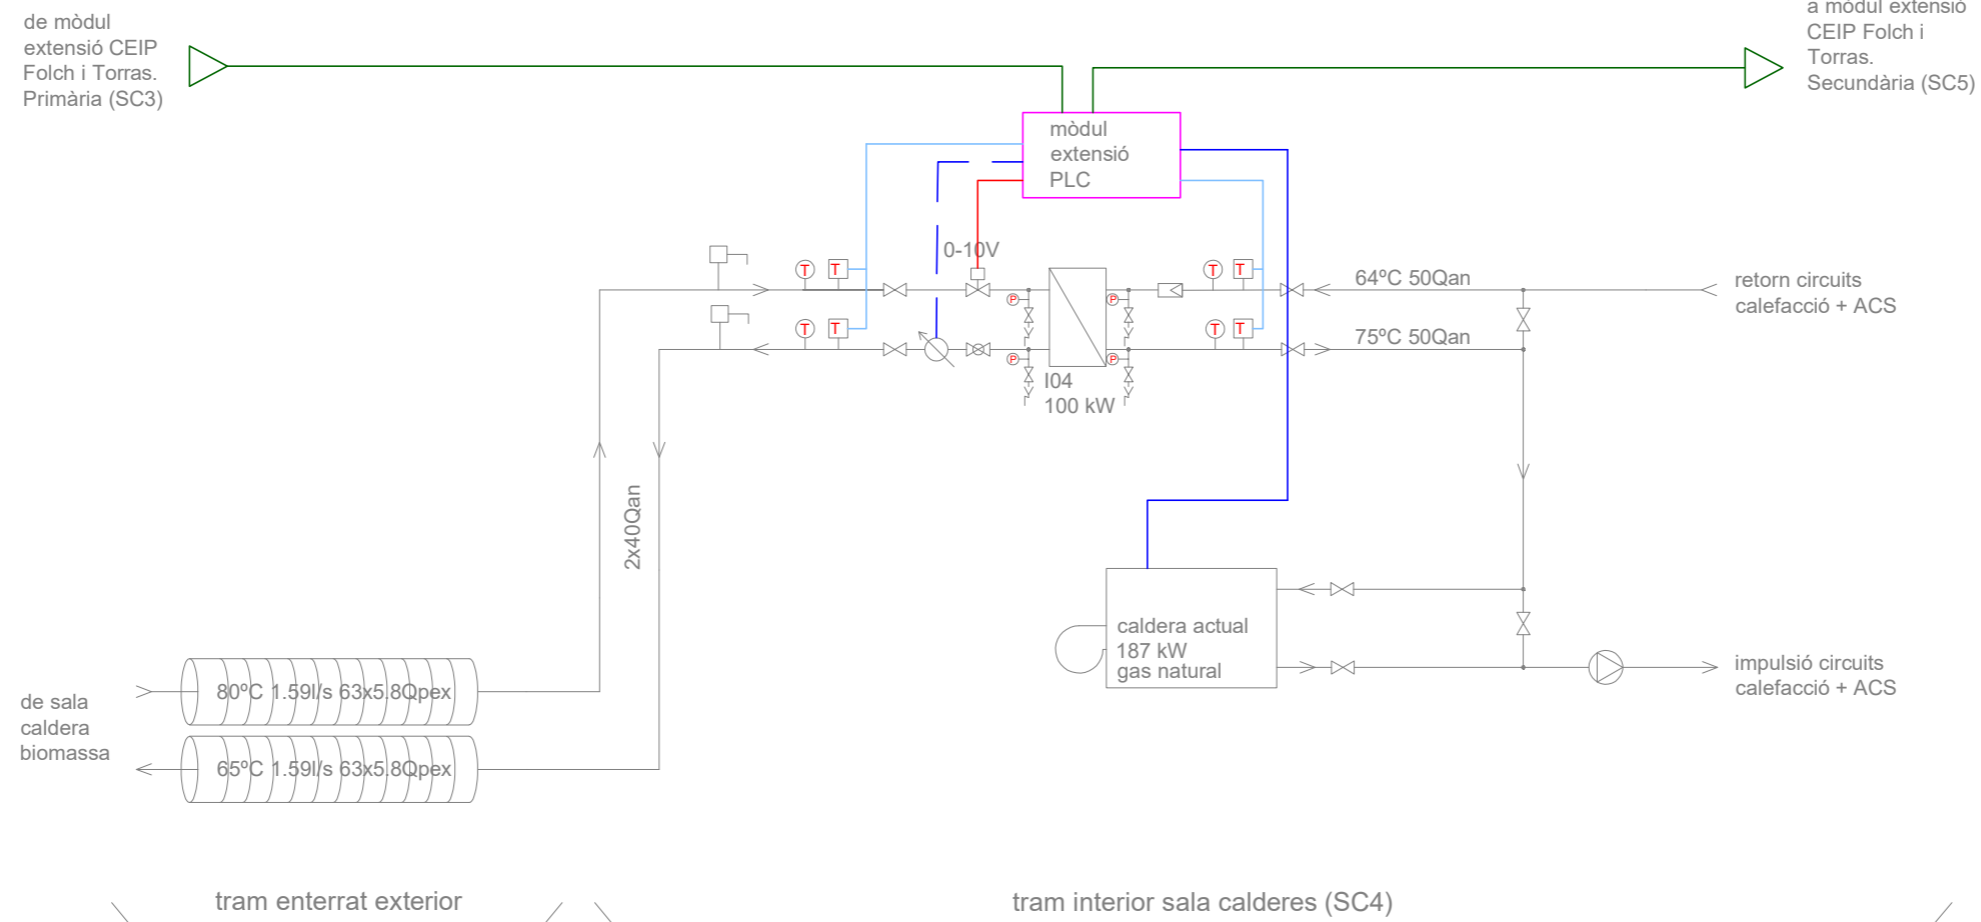 de mòdul
extensió CEIP
Folch i Torras.
Primària (SC3)
a mòdul extensió
CEIP Folch i
Torras.
Secundària (SC5)
mòdul
extensió
PLC
0-10V
T
T
T
T
64ºC 50Qan
retorn circuits
calefacció + ACS
P
P
T
T
T
T
75ºC 50Qan
P
P
I04
100 kW
2x40Qan
caldera actual
187 kW
gas natural
impulsió circuits
calefacció + ACS
de sala
caldera
biomassa
80ºC 1.59l/s 63x5.8Qpex
65ºC 1.59l/s 63x5.8Qpex
tram enterrat exterior
tram interior sala calderes (SC4)